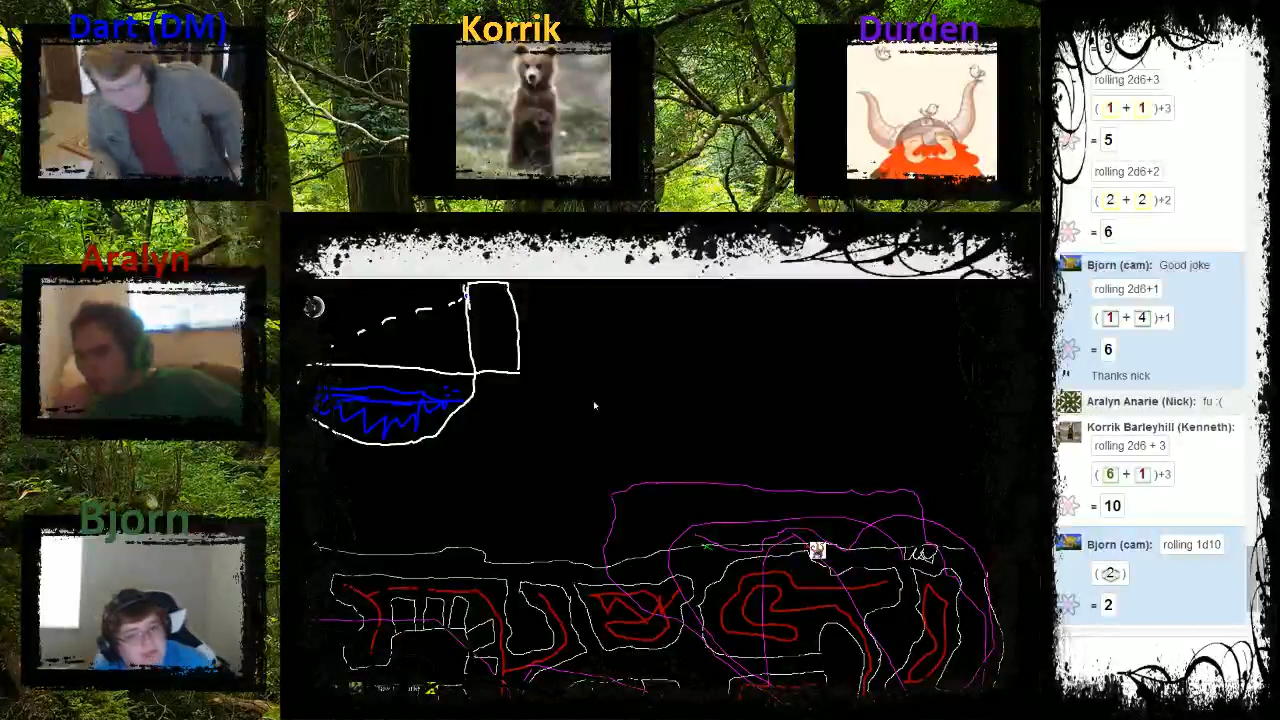 Dart (DM)
Korrik
Durden
Aralyn
Bjorn
= 9
rolling 2d6+3
( 1 + 1 )+3
= 5
rolling 2d6+2
( 2 + 2 )+2
= 6
Bjorn (cam): Good joke
rolling 2d6+1
( 1 + 4 )+1
= 6
Thanks nick
Aralyn Anarie (Nick): fu :(
Korrik Barleyhill (Kenneth):
rolling 2d6 + 3
( 6 + 1 )+3
= 10
Bjorn (cam): rolling 1d10
( 2 )
= 2